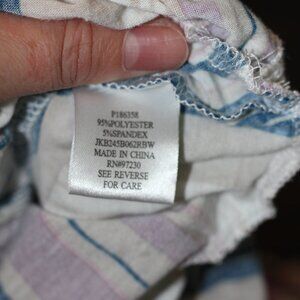 P186358
95%POLYESTER
5%SPANDEX
JKB245B062RBW
MADE IN CHINA
RN#97230
SEE REVERSE
FOR CARE